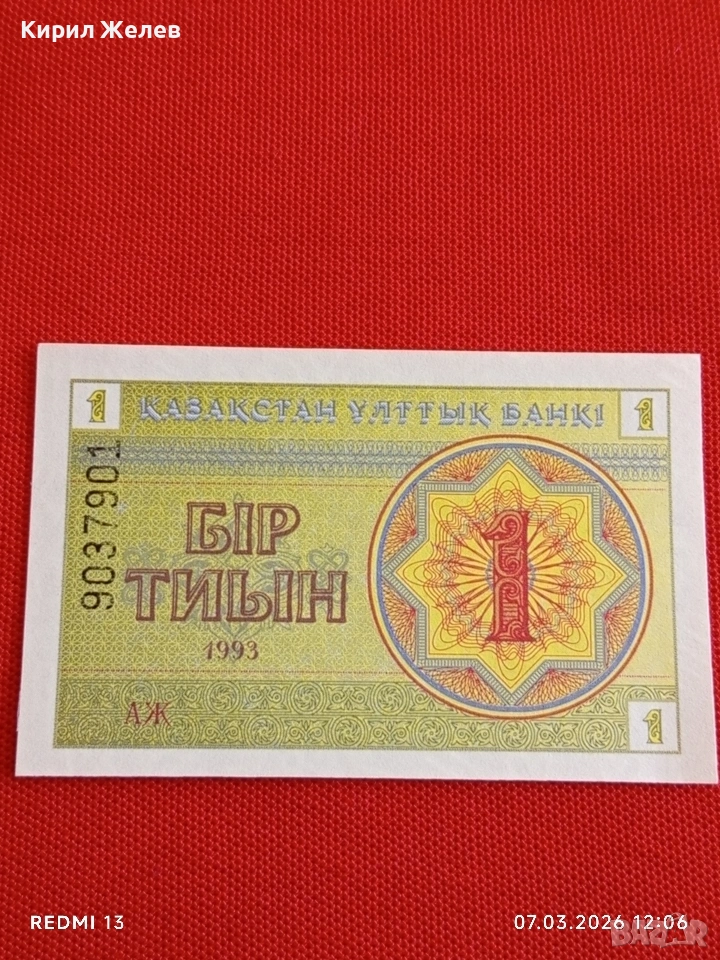 Кирил Желев
1 ҚАЗАҚСТАН ҰЛТТЫҚ БАНКІ 1
9037901
БІР
1
ТИЫН
1993
АЖ
1
REDMI 13
07.03.2026 12:06
BAZAR